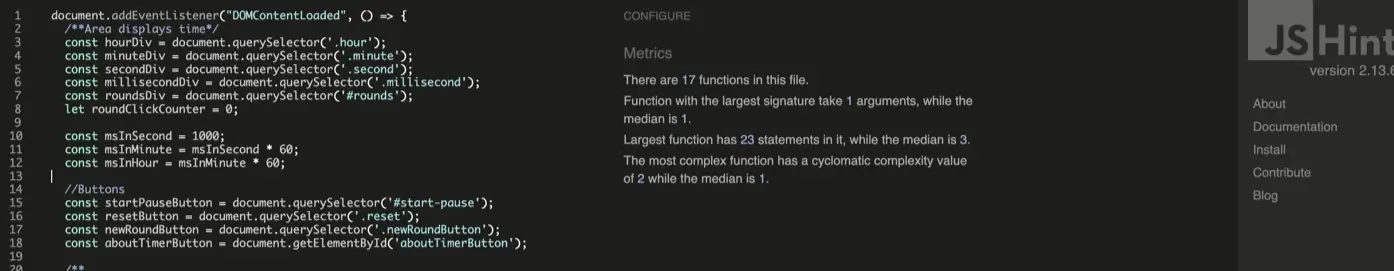 1 document.addEventListener("DOMContentLoaded", () => {
2 /**Area displays time*/
3 const hourDiv = document.querySelector('.hour');
4 const minuteDiv = document.querySelector('.minute');
5 const secondDiv = document.querySelector('.second');
6 const millisecondDiv = document.querySelector('.millisecond');
7 const roundsDiv = document.querySelector('#rounds');
8 let roundClickCounter = 0;
9
10 const msInSecond = 1000;
11 const msInMinute = msInSecond * 60;
12 const msInHour = msInMinute * 60;
13
14 //Buttons
15 const startPauseButton = document.querySelector('#start-pause');
16 const resetButton = document.querySelector('.reset');
17 const newRoundButton = document.querySelector('.newRoundButton');
18 const aboutTimerButton = document.getElementById('aboutTimerButton');
19
20 /**
CONFIGURE
Metrics
There are 17 functions in this file.
Function with the largest signature take 1 arguments, while the
median is 1.
Largest function has 23 statements in it, while the median is 3.
The most complex function has a cyclomatic complexity value
of 2 while the median is 1.
JSHint
version 2.13.6
About
Documentation
Install
Contribute
Blog